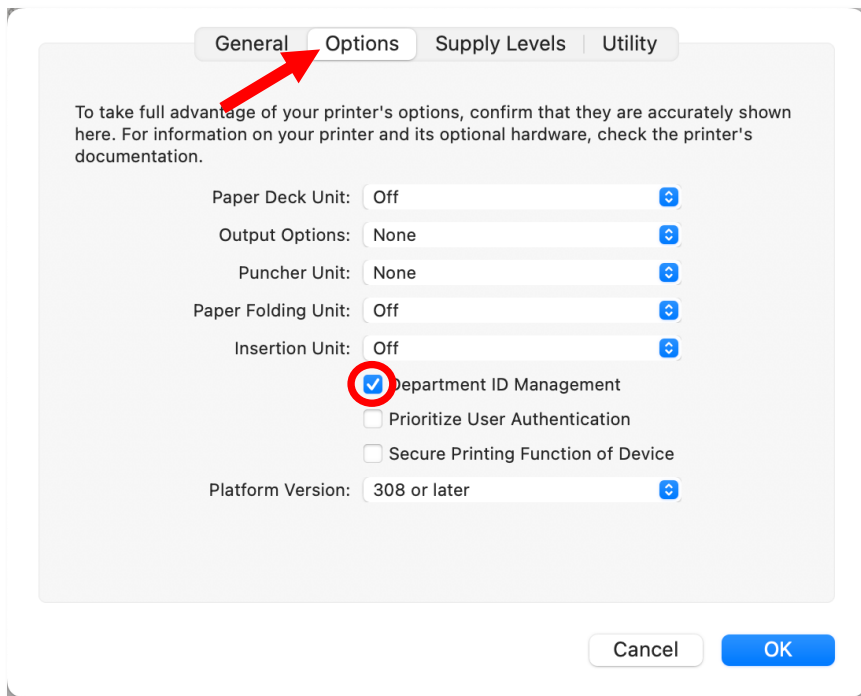 General Options Supply Levels Utility
To take full advantage of your printer's options, confirm that they are accurately shown
here. For information on your printer and its optional hardware, check the printer's
documentation.
Paper Deck Unit: Off
Output Options: None
Puncher Unit: None
Paper Folding Unit: Off
Insertion Unit: Off
Department ID Management
Prioritize User Authentication
Secure Printing Function of Device
Platform Version: 308 or later
Cancel OK